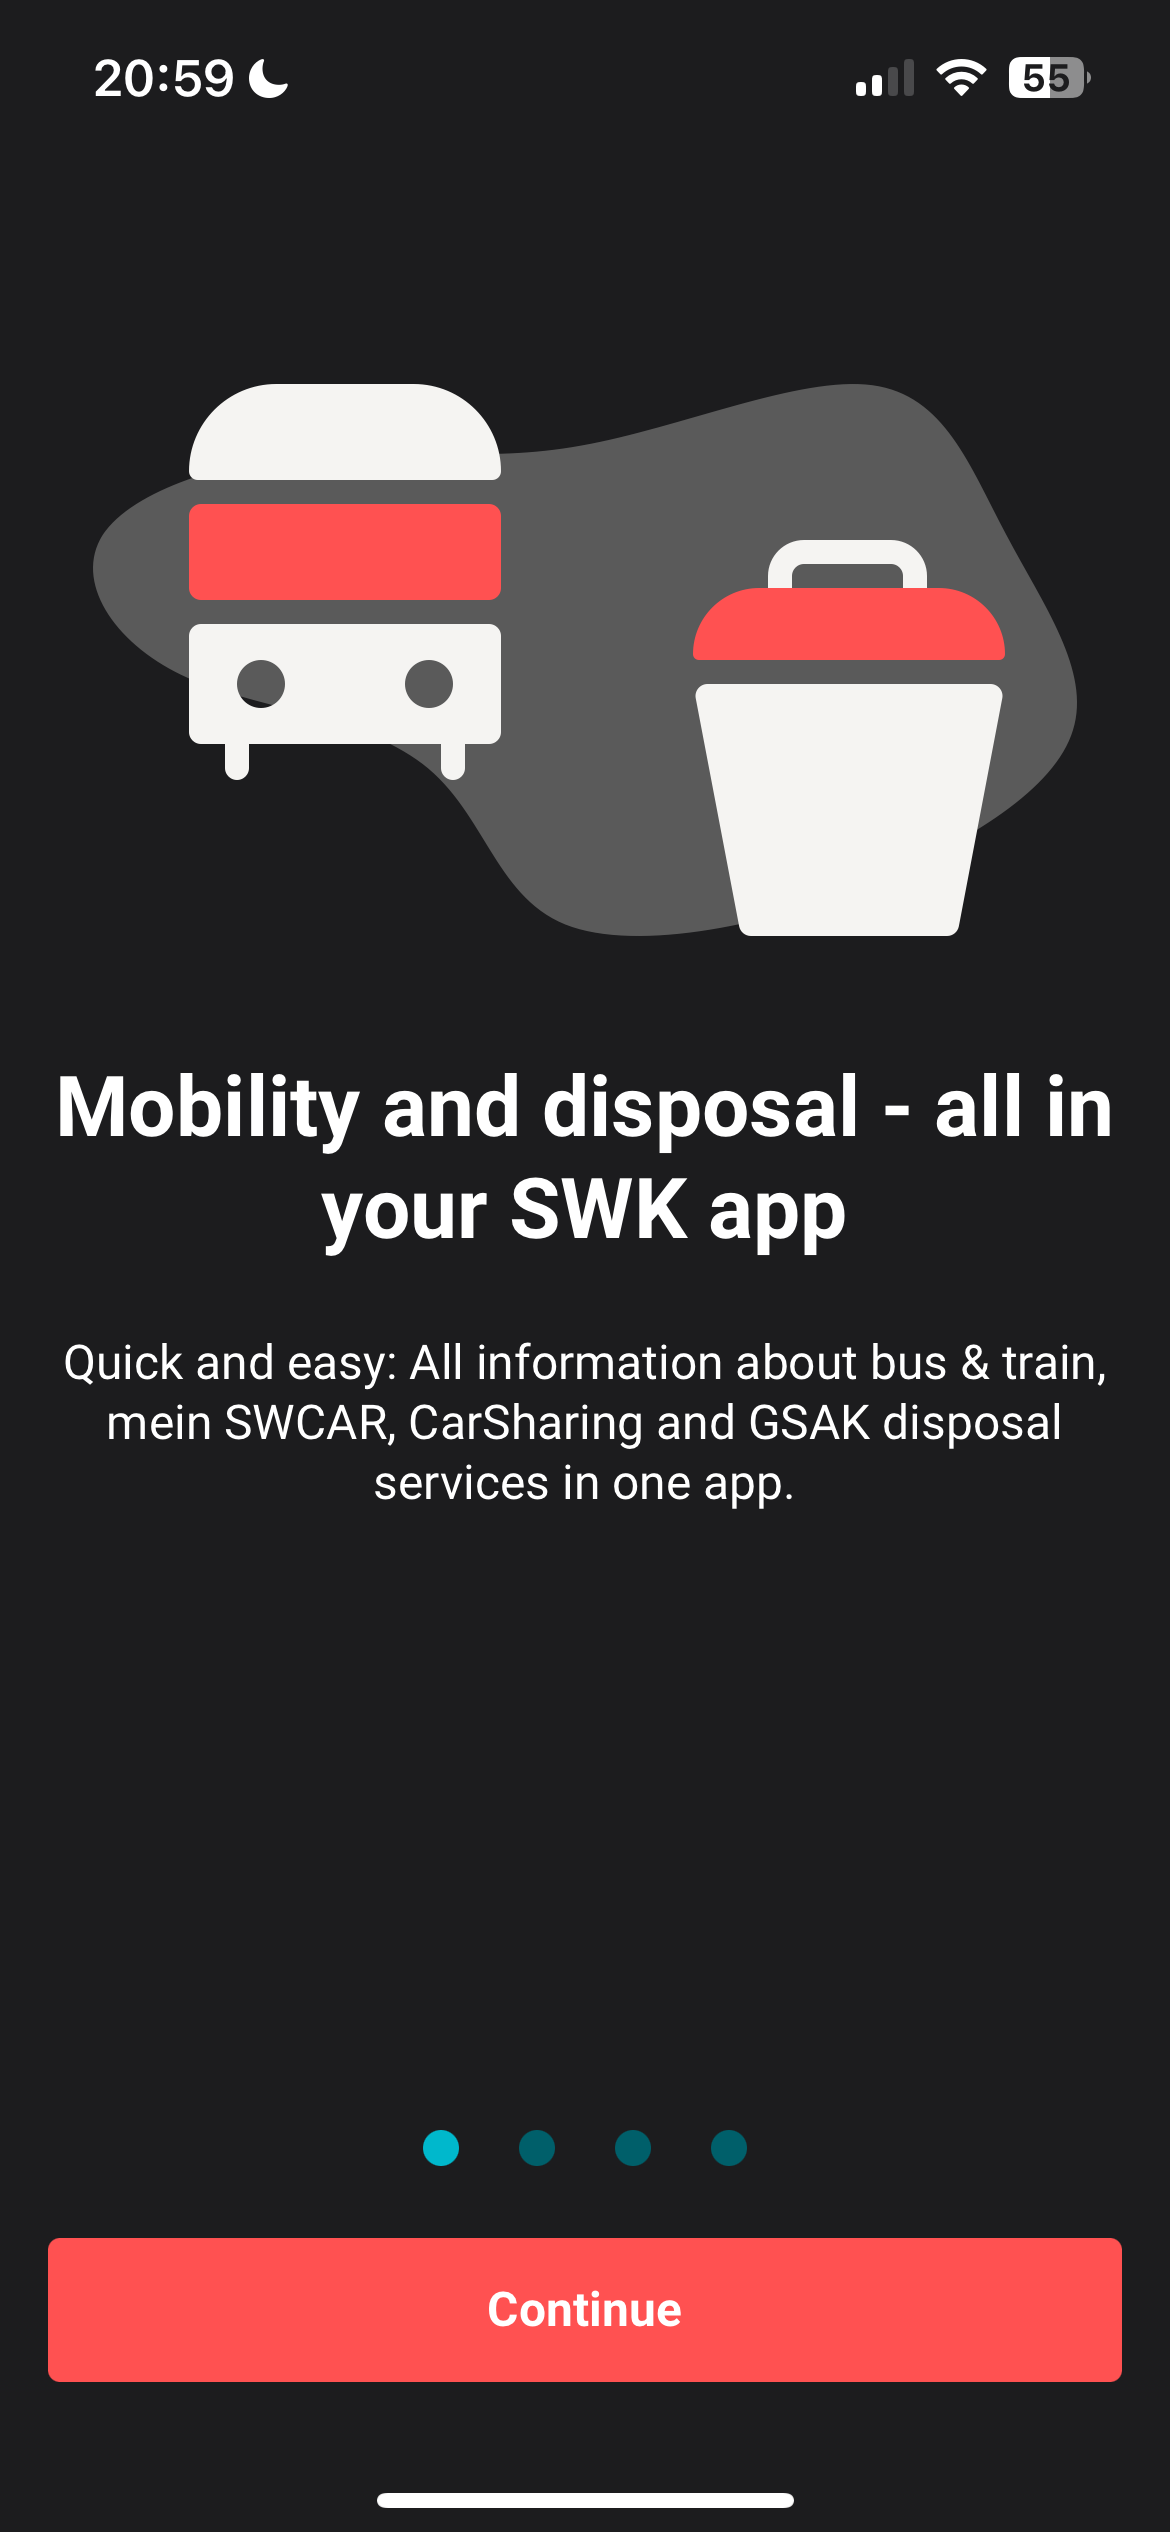 20:59
55
Mobility and disposal - all in
your SWK app
Quick and easy: All information about bus & train,
mein SWCAR, CarSharing and GSAK disposal
services in one app.
Continue